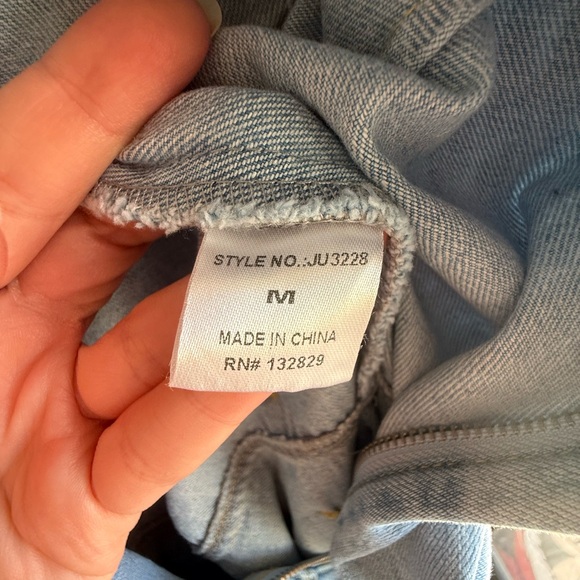 STYLE NO.:JU3228
M
MADE IN CHINA
RN# 132829